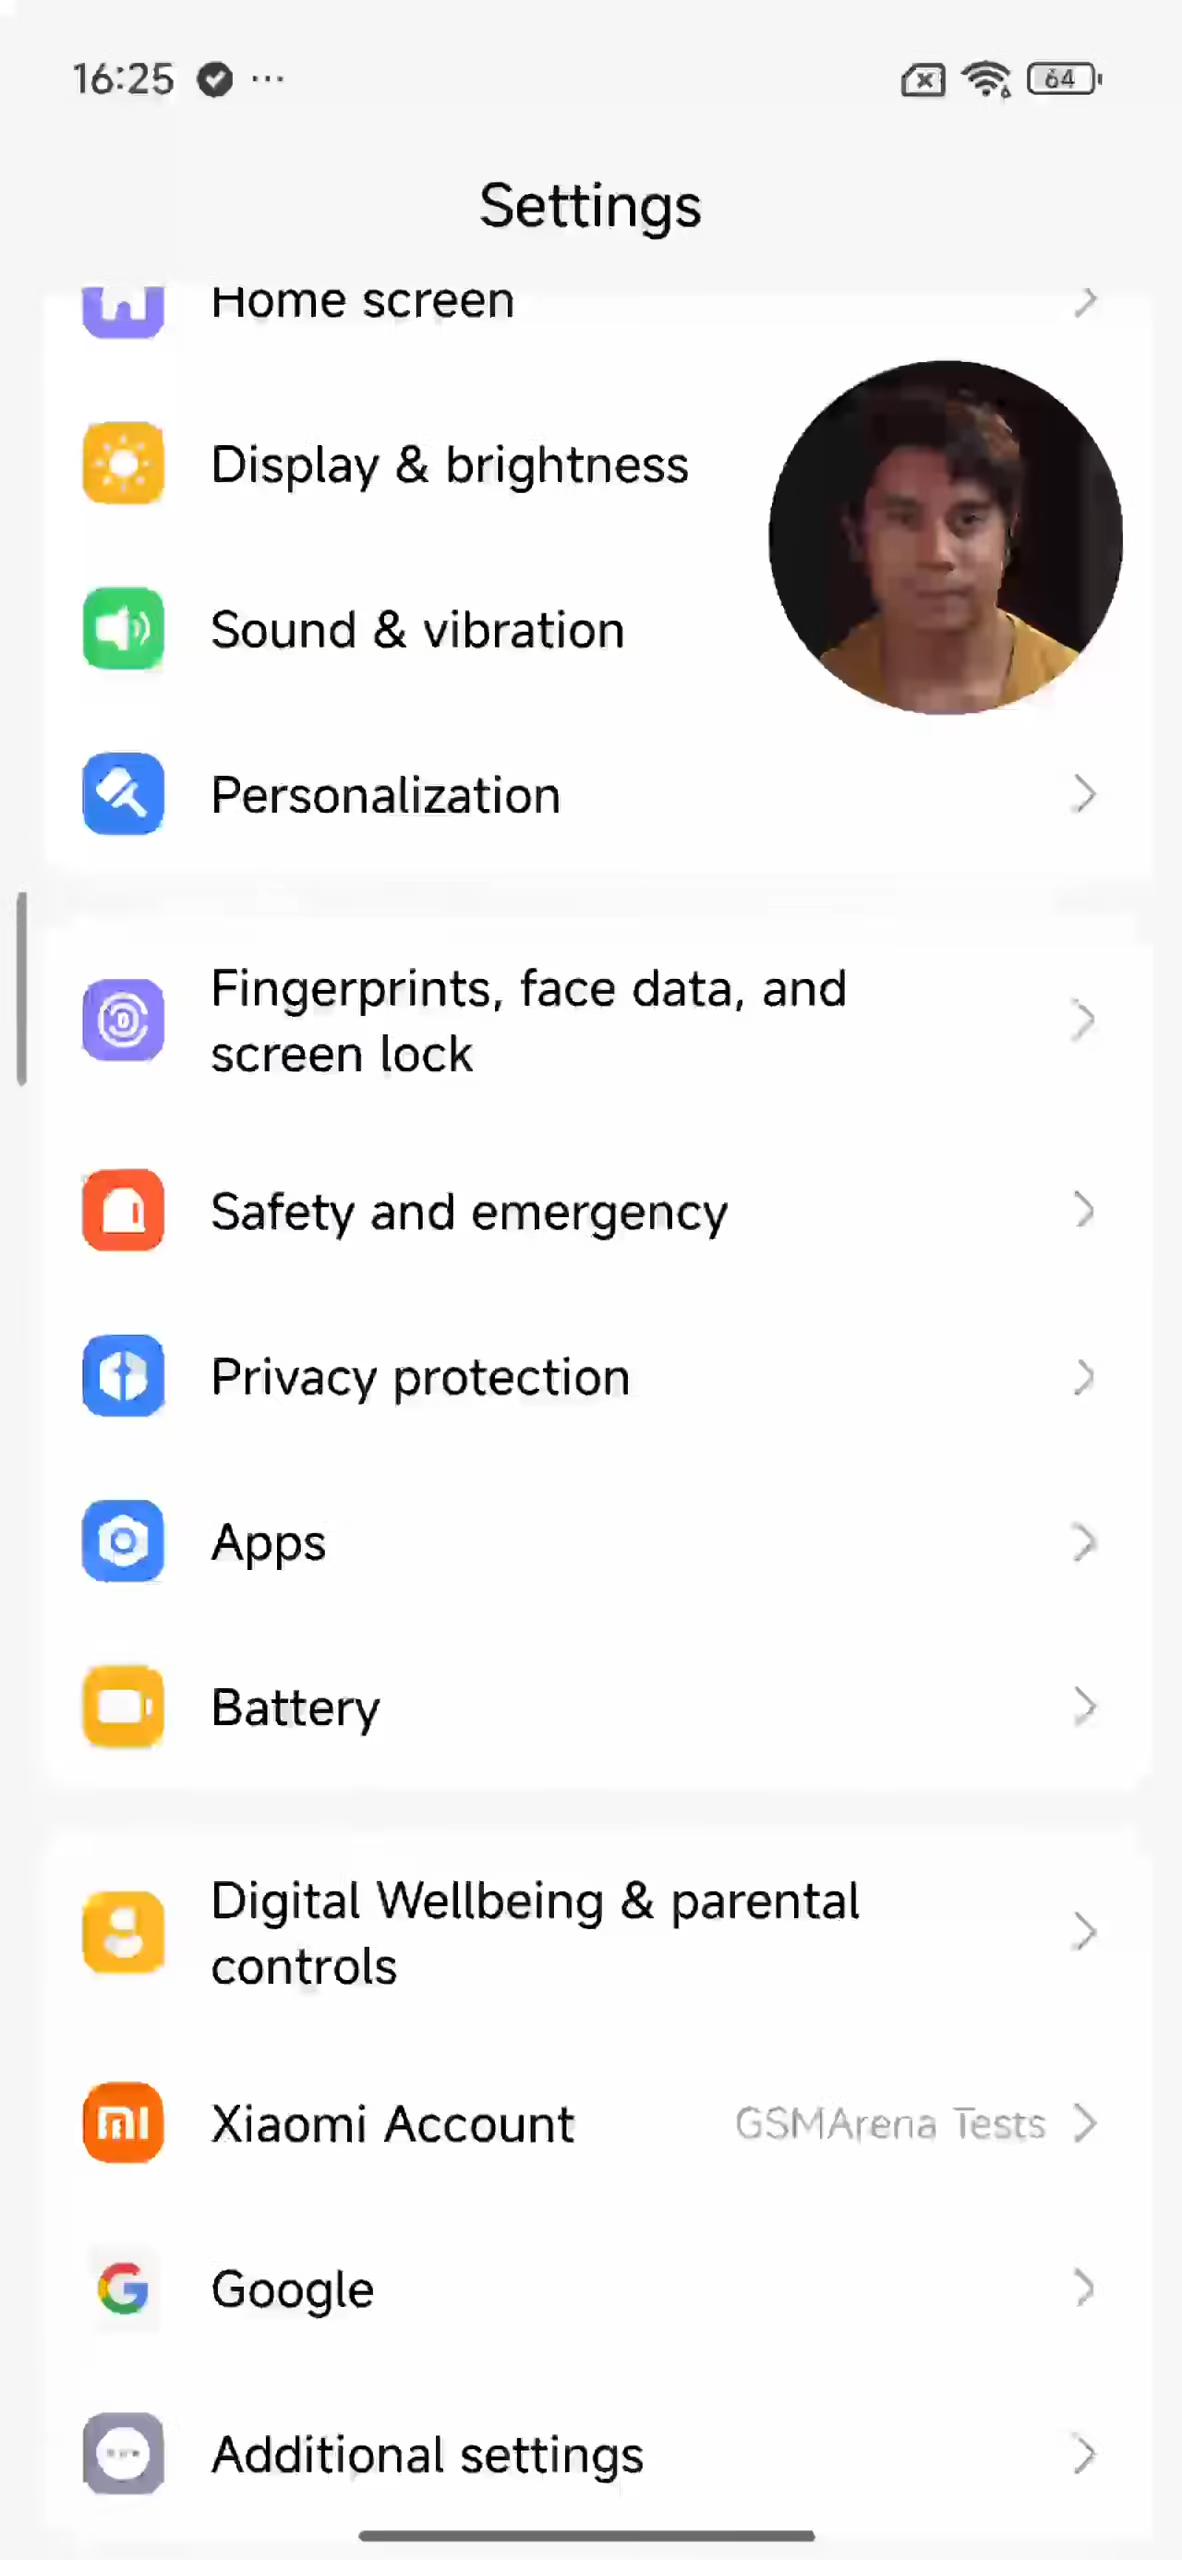 16:25
64
Settings
Home screen
Display & brightness
Sound & vibration
Personalization
Fingerprints, face data, and
screen lock
Safety and emergency
Privacy protection
Apps
Battery
Digital Wellbeing & parental
controls
Xiaomi Account GSMArena Tests
Google
Additional settings